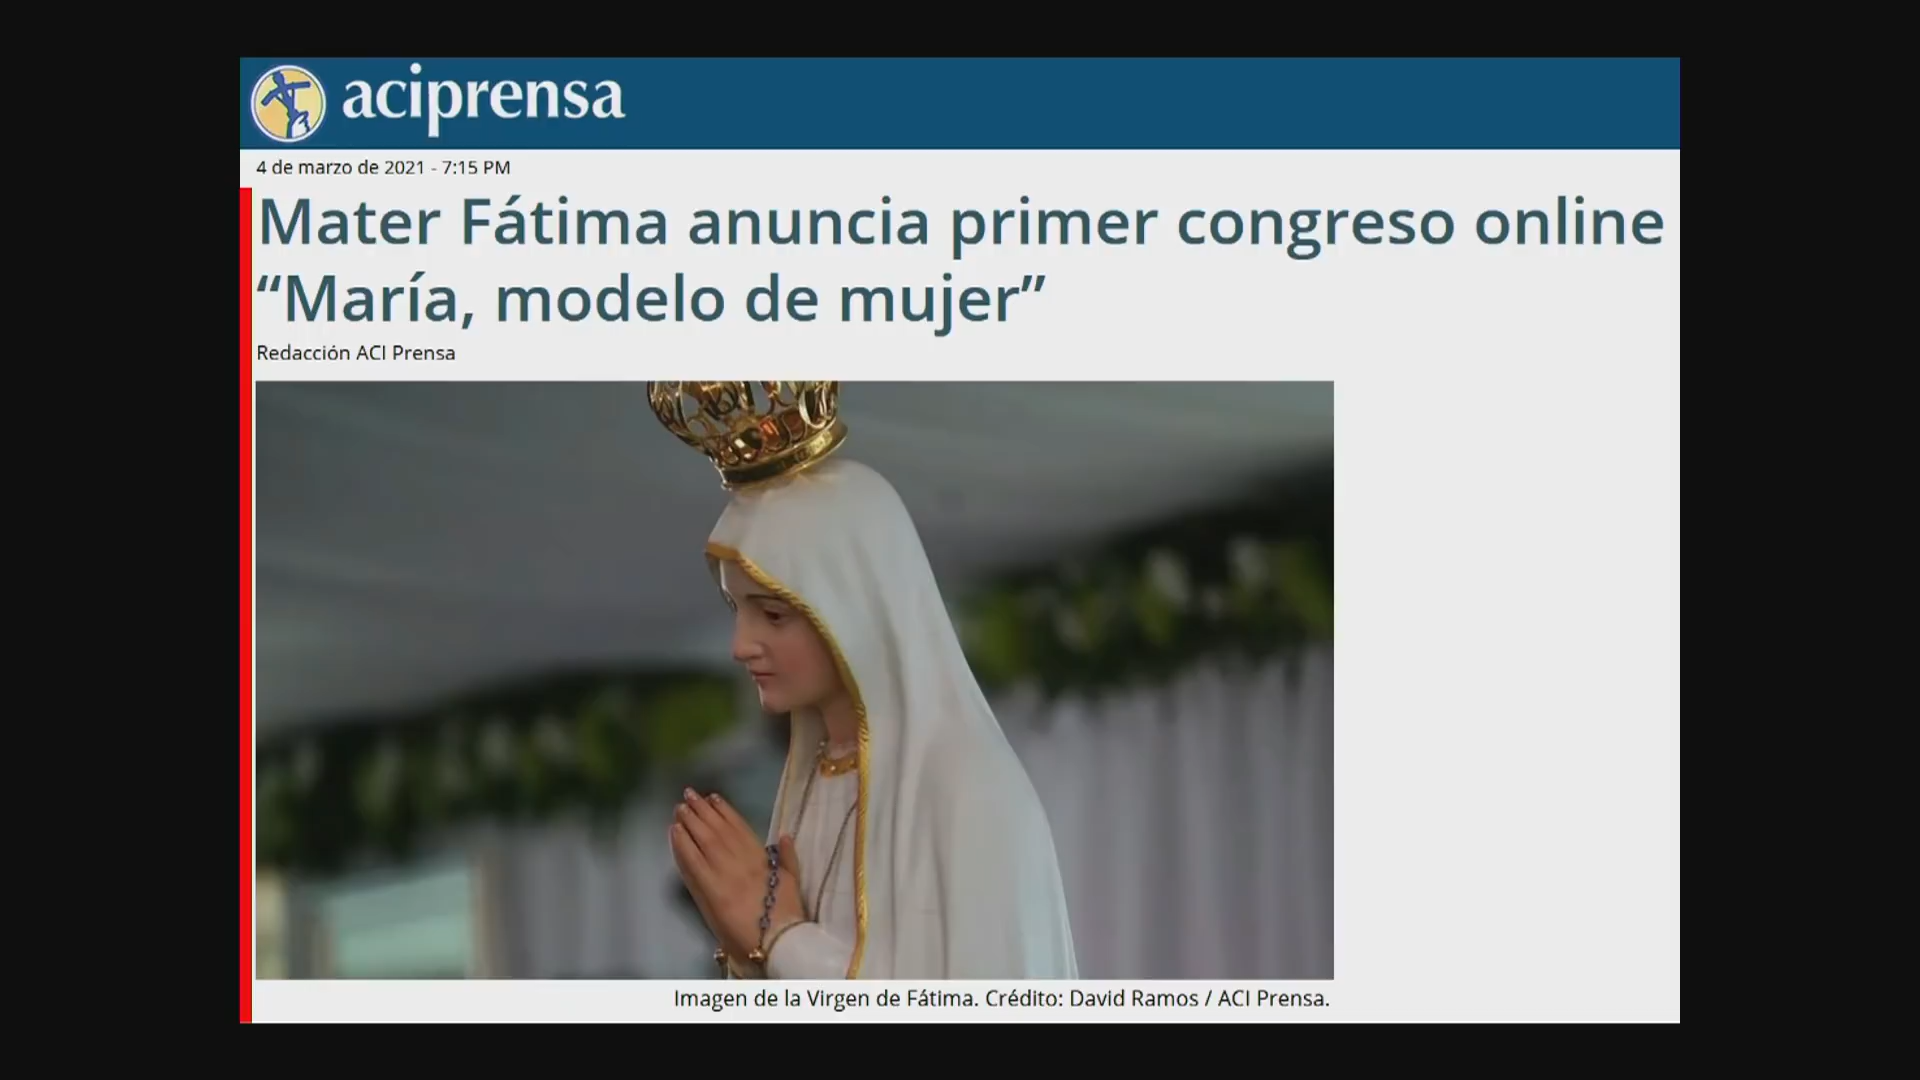 aciprensa
4 de marzo de 2021 - 7:15 PM
Mater Fátima anuncia primer congreso online
“María, modelo de mujer”
Redacción ACI Prensa
Imagen de la Virgen de Fátima. Crédito: David Ramos / ACI Prensa.